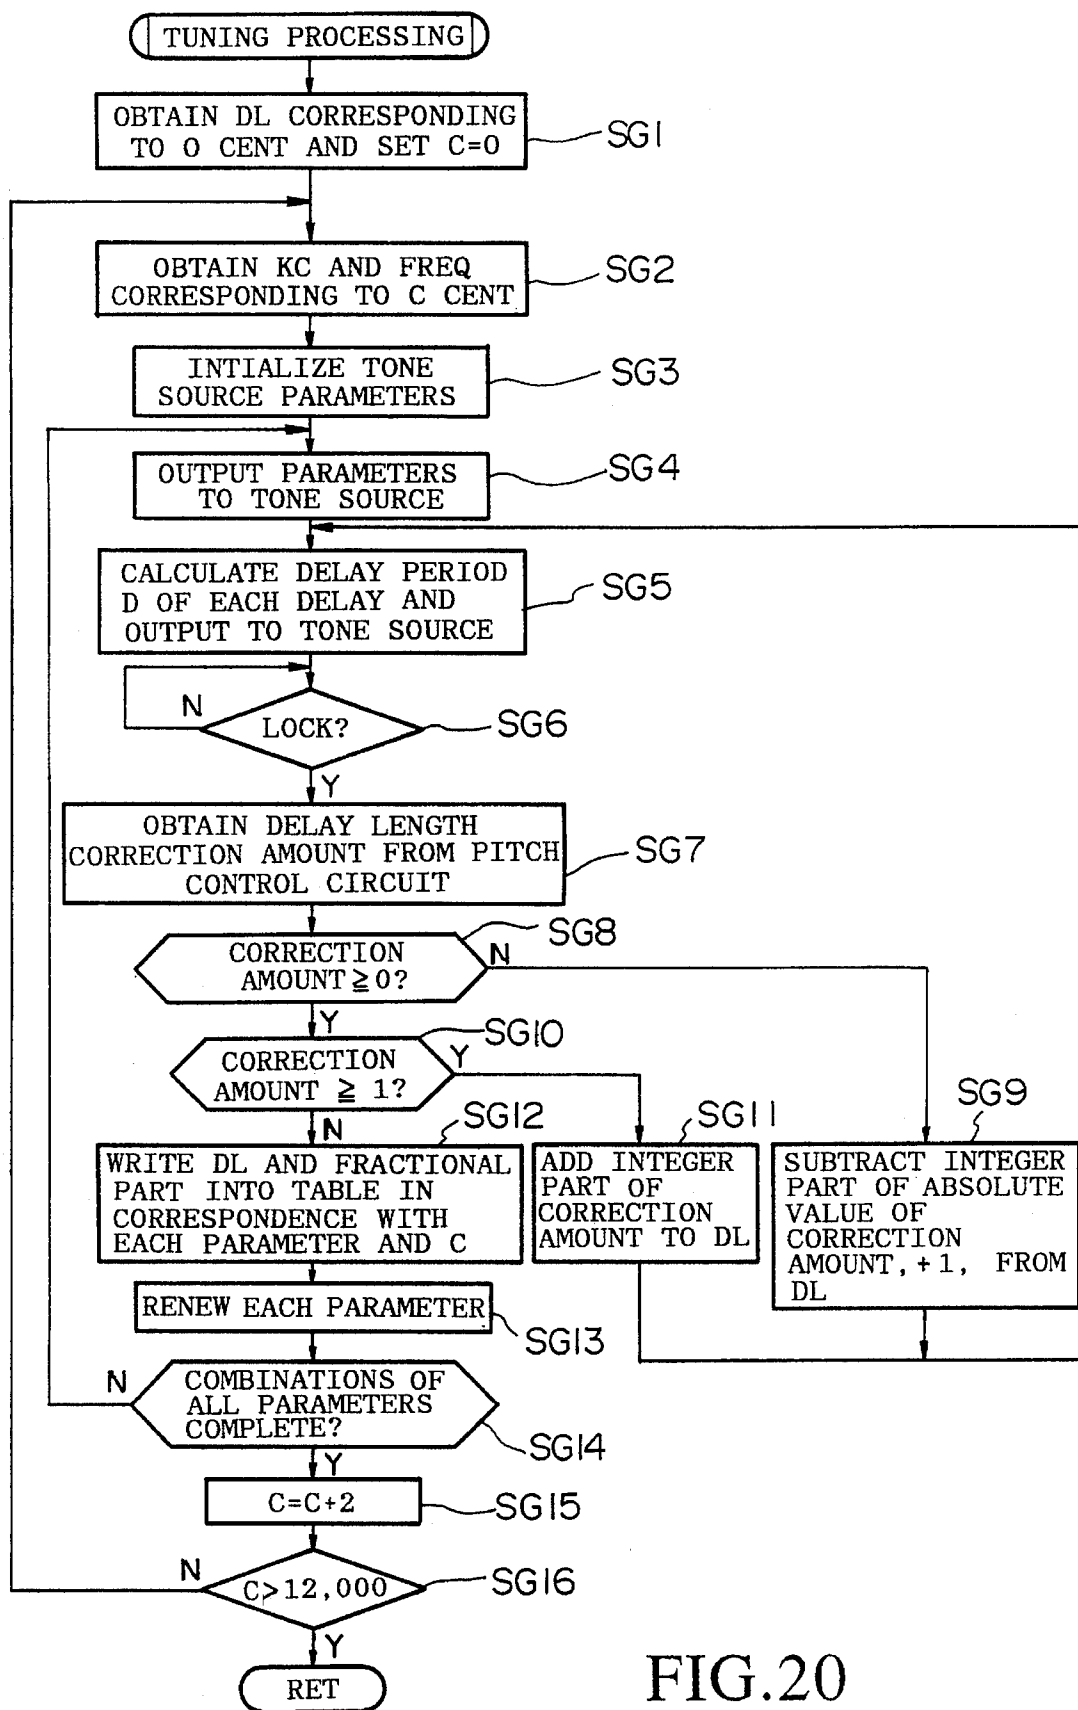 TUNING PROCESSING
OBTAIN DL CORRESPONDING
TO 0 CENT AND SET C=0
SG1
OBTAIN KC AND FREQ
CORRESPONDING TO C CENT
SG2
INTIALIZE TONE
SOURCE PARAMETERS
SG3
OUTPUT PARAMETERS
TO TONE SOURCE
SG4
CALCULATE DELAY PERIOD
D OF EACH DELAY AND
OUTPUT TO TONE SOURCE
SG5
N
LOCK?
SG6
Y
OBTAIN DELAY LENGTH
CORRECTION AMOUNT FROM PITCH
CONTROL CIRCUIT
SG7
CORRECTION
AMOUNT≧0?
SG8
N
Y
CORRECTION
AMOUNT ≧ 1?
SG10
Y
N
SG12
WRITE DL AND FRACTIONAL
PART INTO TABLE IN
CORRESPONDENCE WITH
EACH PARAMETER AND C
SG11
ADD INTEGER
PART OF
CORRECTION
AMOUNT TO DL
SG9
SUBTRACT INTEGER
PART OF ABSOLUTE
VALUE OF
CORRECTION
AMOUNT,+1, FROM
DL
RENEW EACH PARAMETER
SG13
N
COMBINATIONS OF
ALL PARAMETERS
COMPLETE?
SG14
Y
C=C+2
SG15
N
C>12,000
SG16
Y
RET
FIG.20